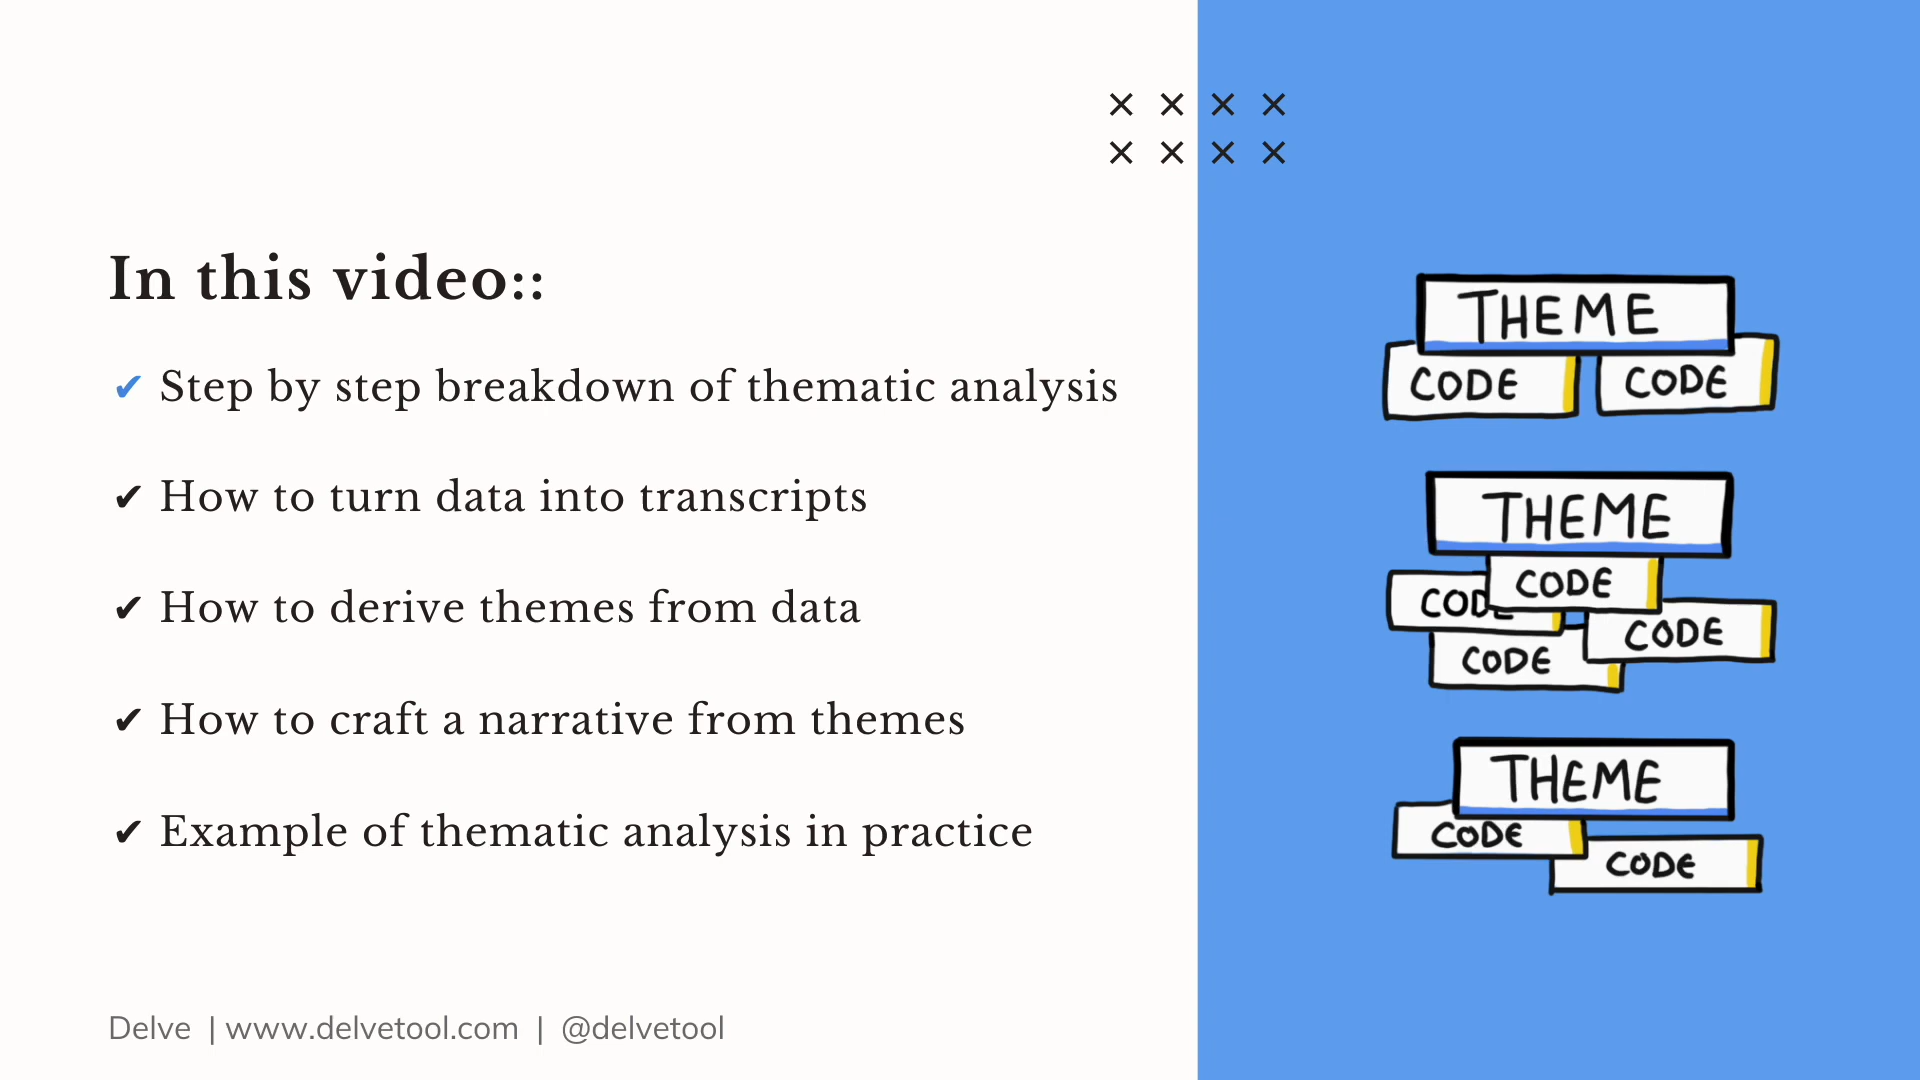 In this video::
✔ Step by step breakdown of thematic analysis
✔ How to turn data into transcripts
✔ How to derive themes from data
✔ How to craft a narrative from themes
✔ Example of thematic analysis in practice
Delve | www.delvetool.com | @delvetool
THEME
CODE CODE
THEME
CODE
CODE
CODE
CODE
THEME
CODE
CODE